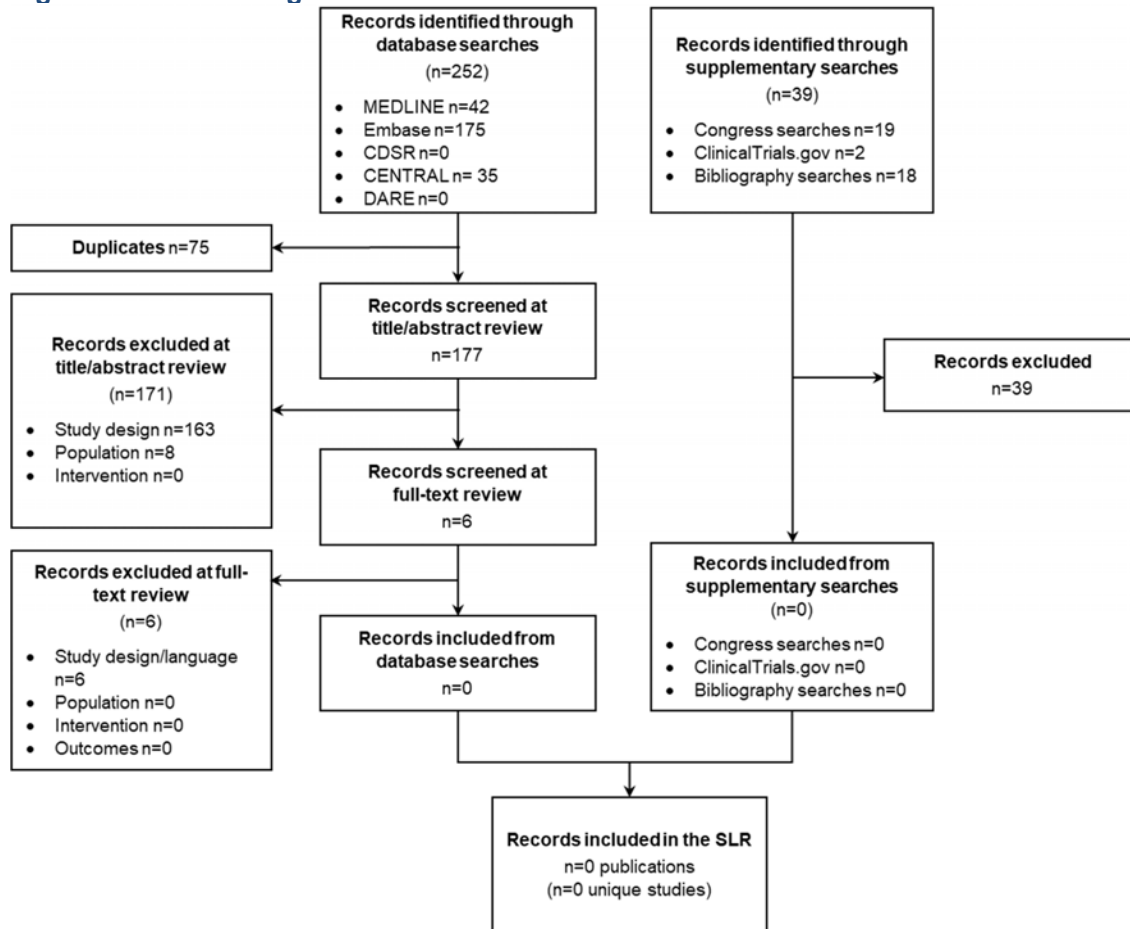 Records identified through
database searches
(n=252)
• MEDLINE n=42
• Embase n=175
• CDSR n=0
• CENTRAL n= 35
• DARE n=0
Records identified through
supplementary searches
(n=39)
• Congress searches n=19
• ClinicalTrials.gov n=2
• Bibliography searches n=18
Duplicates n=75
Records screened at
title/abstract review
n=177
Records excluded at
title/abstract review
(n=171)
• Study design n=163
• Population n=8
• Intervention n=0
Records excluded
n=39
Records screened at
full-text review
n=6
Records excluded at full-
text review
(n=6)
• Study design/language
n=6
• Population n=0
• Intervention n=0
• Outcomes n=0
Records included from
database searches
n=0
Records included from
supplementary searches
(n=0)
• Congress searches n=0
• ClinicalTrials.gov n=0
• Bibliography searches n=0
Records included in the SLR
n=0 publications
(n=0 unique studies)